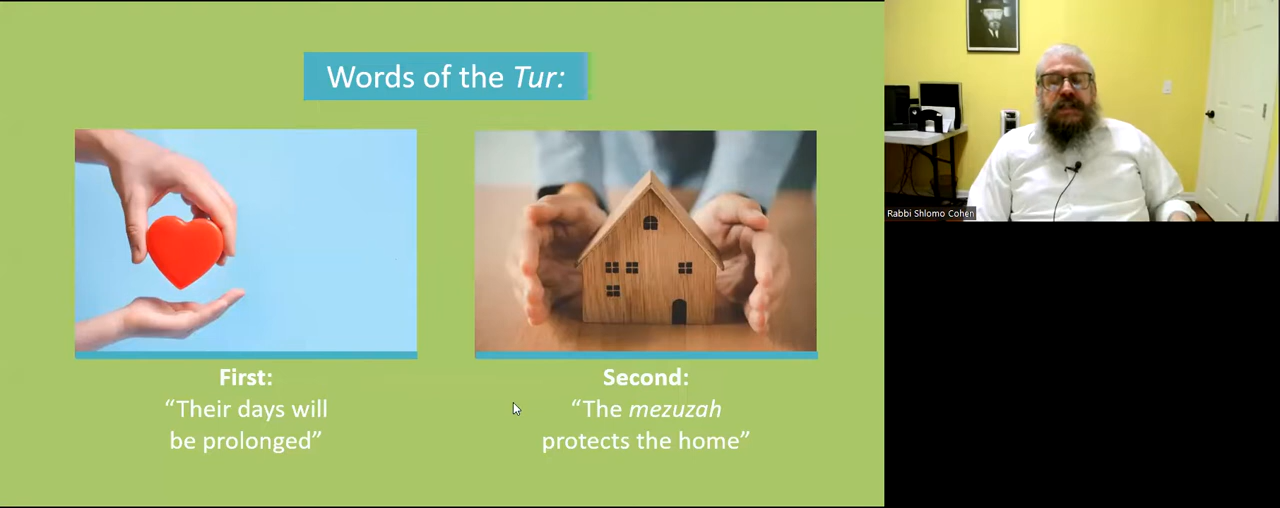 Words of the Tur:
First:
“Their days will
be prolonged”
Second:
“The mezuzah
protects the home”
Rabbi Shlomo Cohen